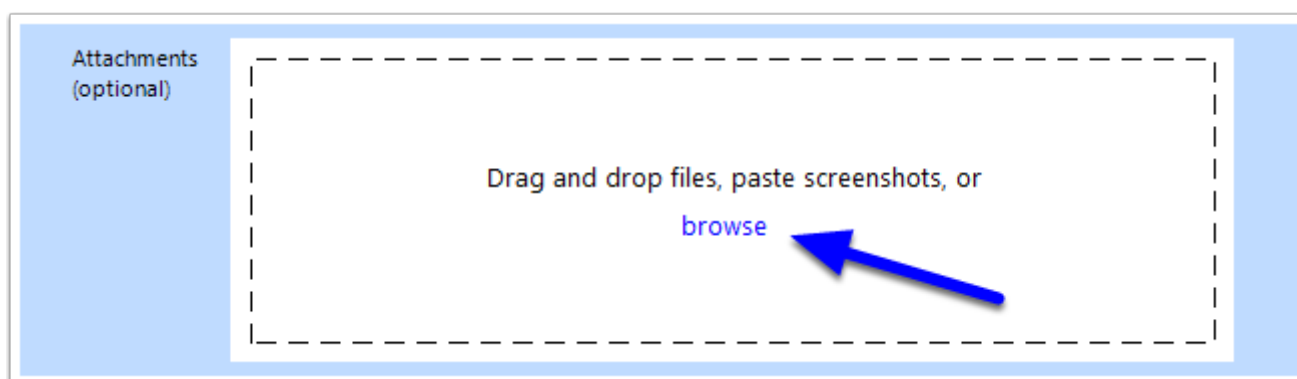 Attachments
(optional)
Drag and drop files, paste screenshots, or
browse